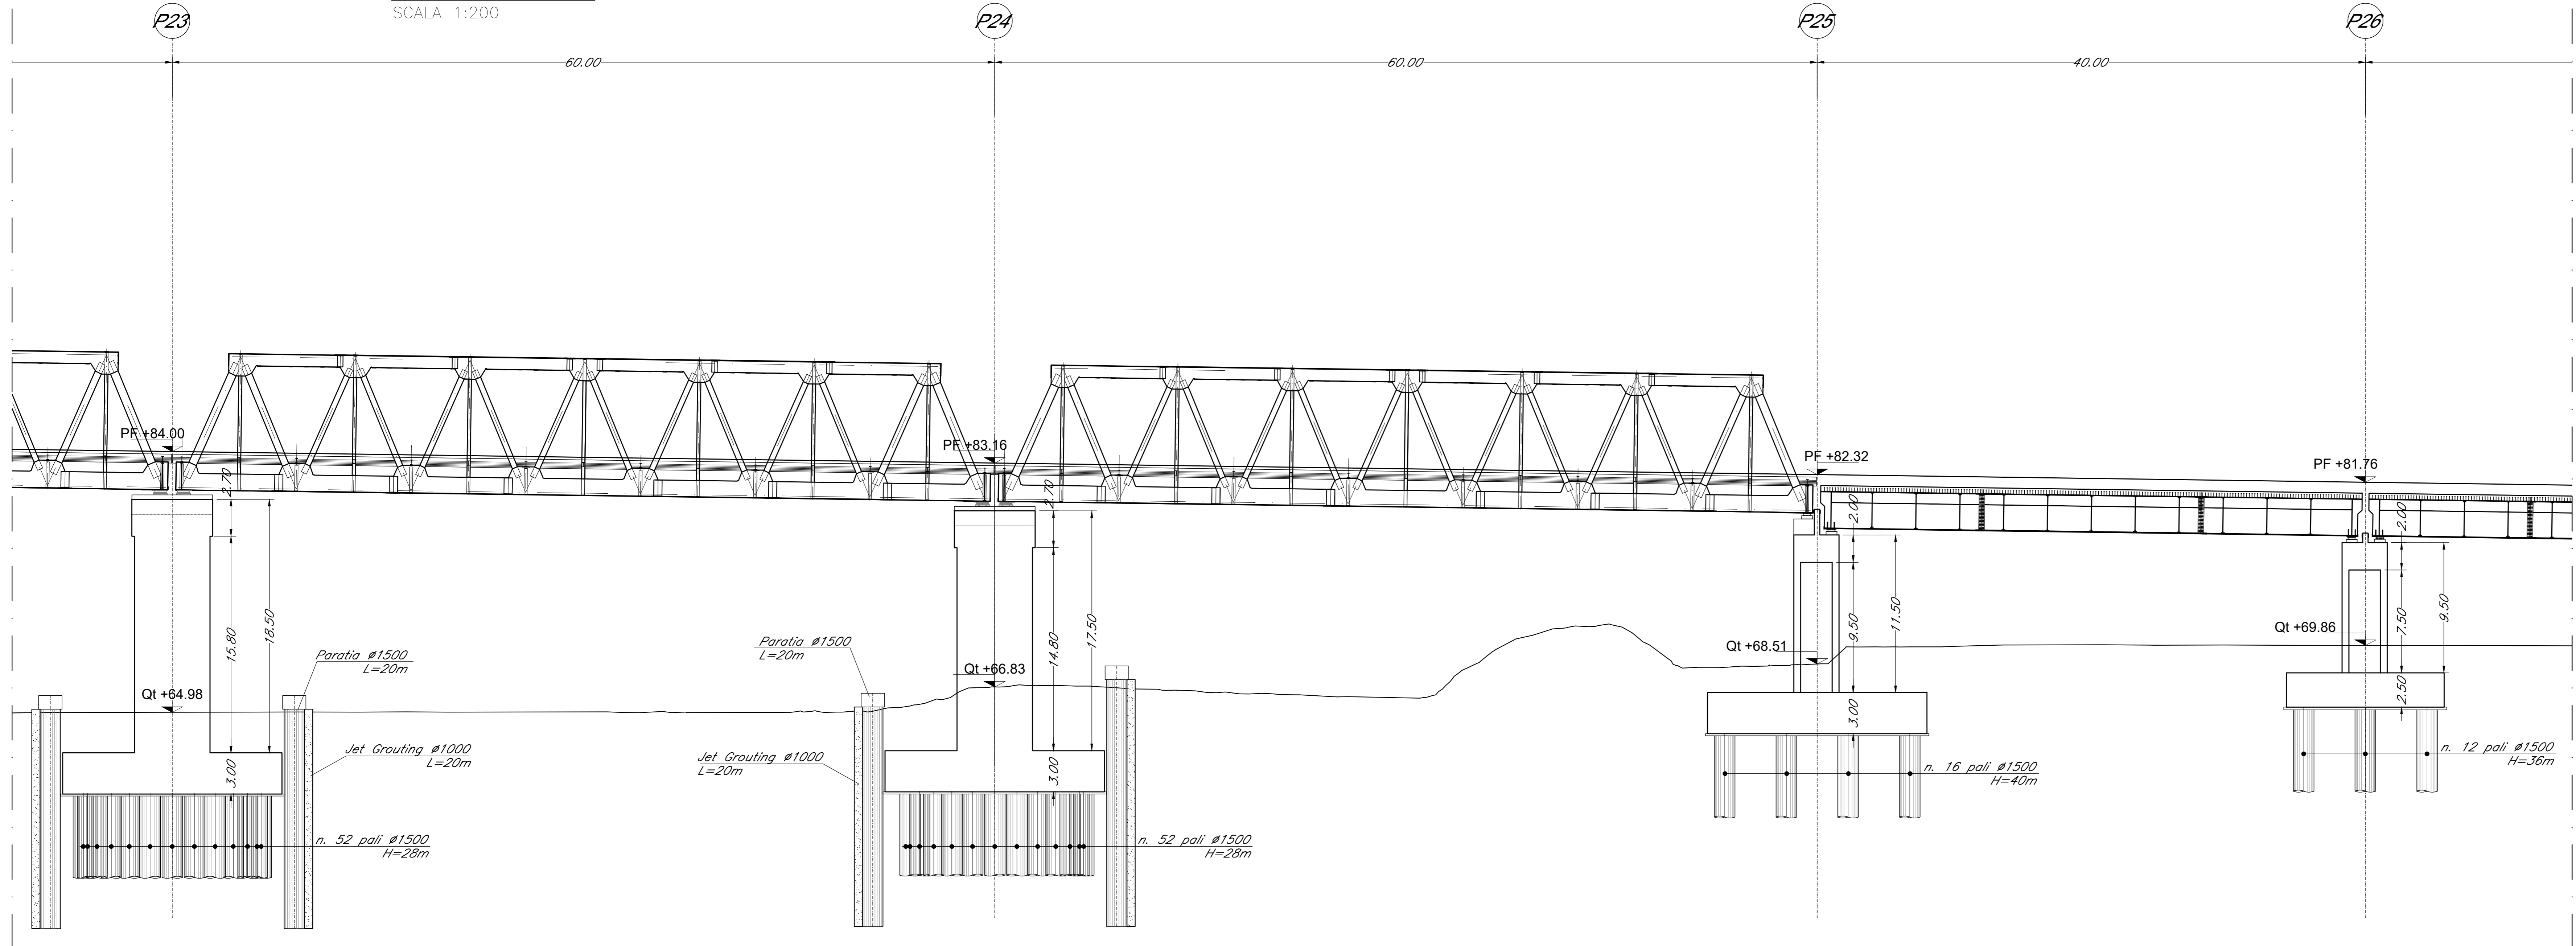 P23
SCALA 1:200
P24
P25
P26
60.00
60.00
40.00
PF +84.00
PF +83.16
PF +82.32
PF +81.76
2.70
2.70
2.00
2.00
15.80
18.50
14.80
17.50
9.50
11.50
7.50
9.50
Paratia ø1500
L=20m
Paratia ø1500
L=20m
Qt +64.98
Qt +66.83
Qt +68.51
Qt +69.86
Jet Grouting ø1000
L=20m
Jet Grouting ø1000
L=20m
3.00
3.00
3.00
2.50
n. 52 pali ø1500
H=28m
n. 52 pali ø1500
H=28m
n. 16 pali ø1500
H=40m
n. 12 pali ø1500
H=36m